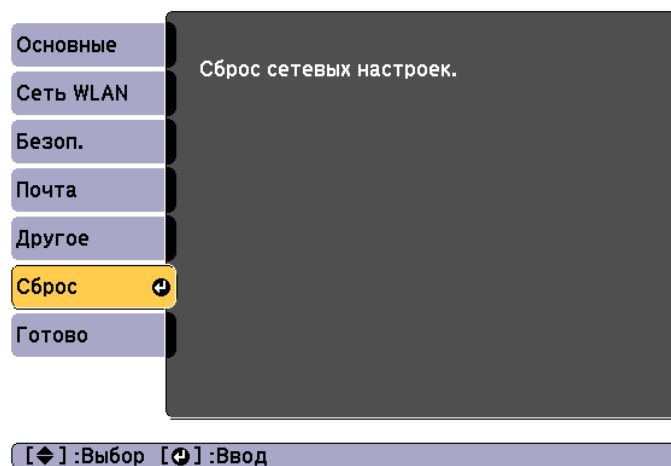 Основные
Сеть WLAN
Безоп.
Почта
Другое
Сброс
Готово
Сброс сетевых настроек.
[◆] :Выбор [⏎] :Ввод